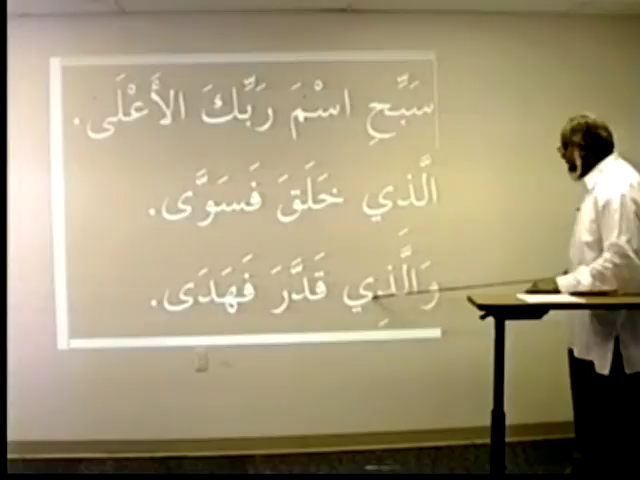 سَبِّحِ اسْمَ رَبِّكَ الأَعْلَى.
الَّذِي خَلَقَ فَسَوَّى.
وَالَّذِي قَدَّرَ فَهَدَى.